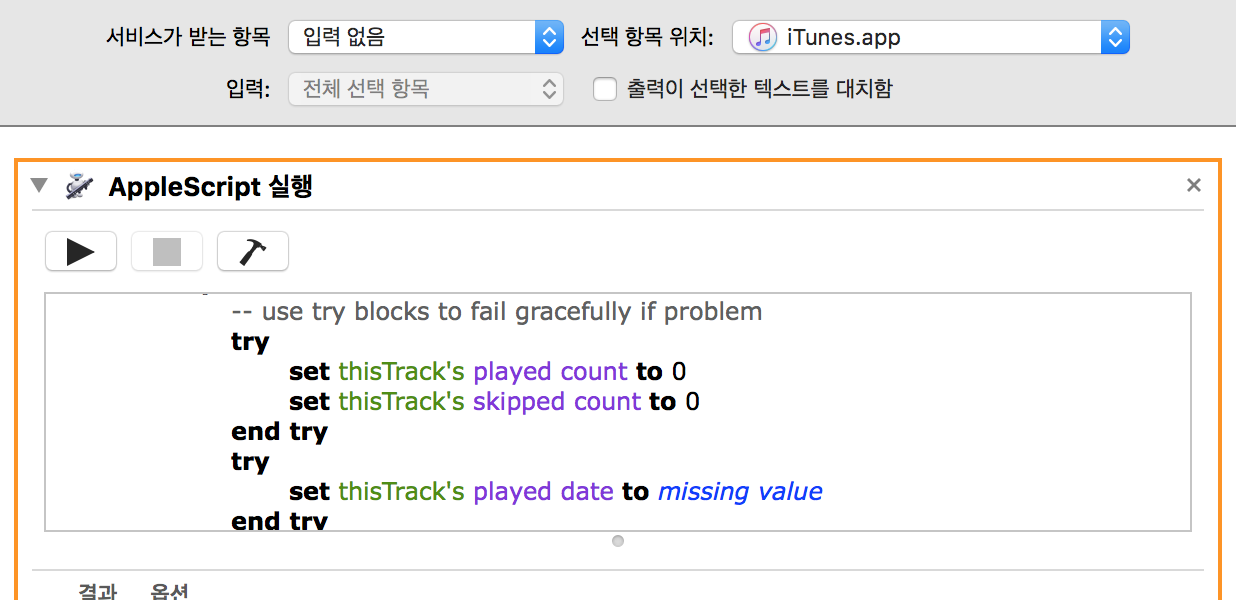 서비스가 받는 항목 입력 없음 선택 항목 위치: iTunes.app
입력: 전체 선택 항목 출력이 선택한 텍스트를 대치함
AppleScript 실행
-- use try blocks to fail gracefully if problem
try
set thisTrack's played count to 0
set thisTrack's skipped count to 0
end try
try
set thisTrack's played date to missing value
end try
결과 옵션